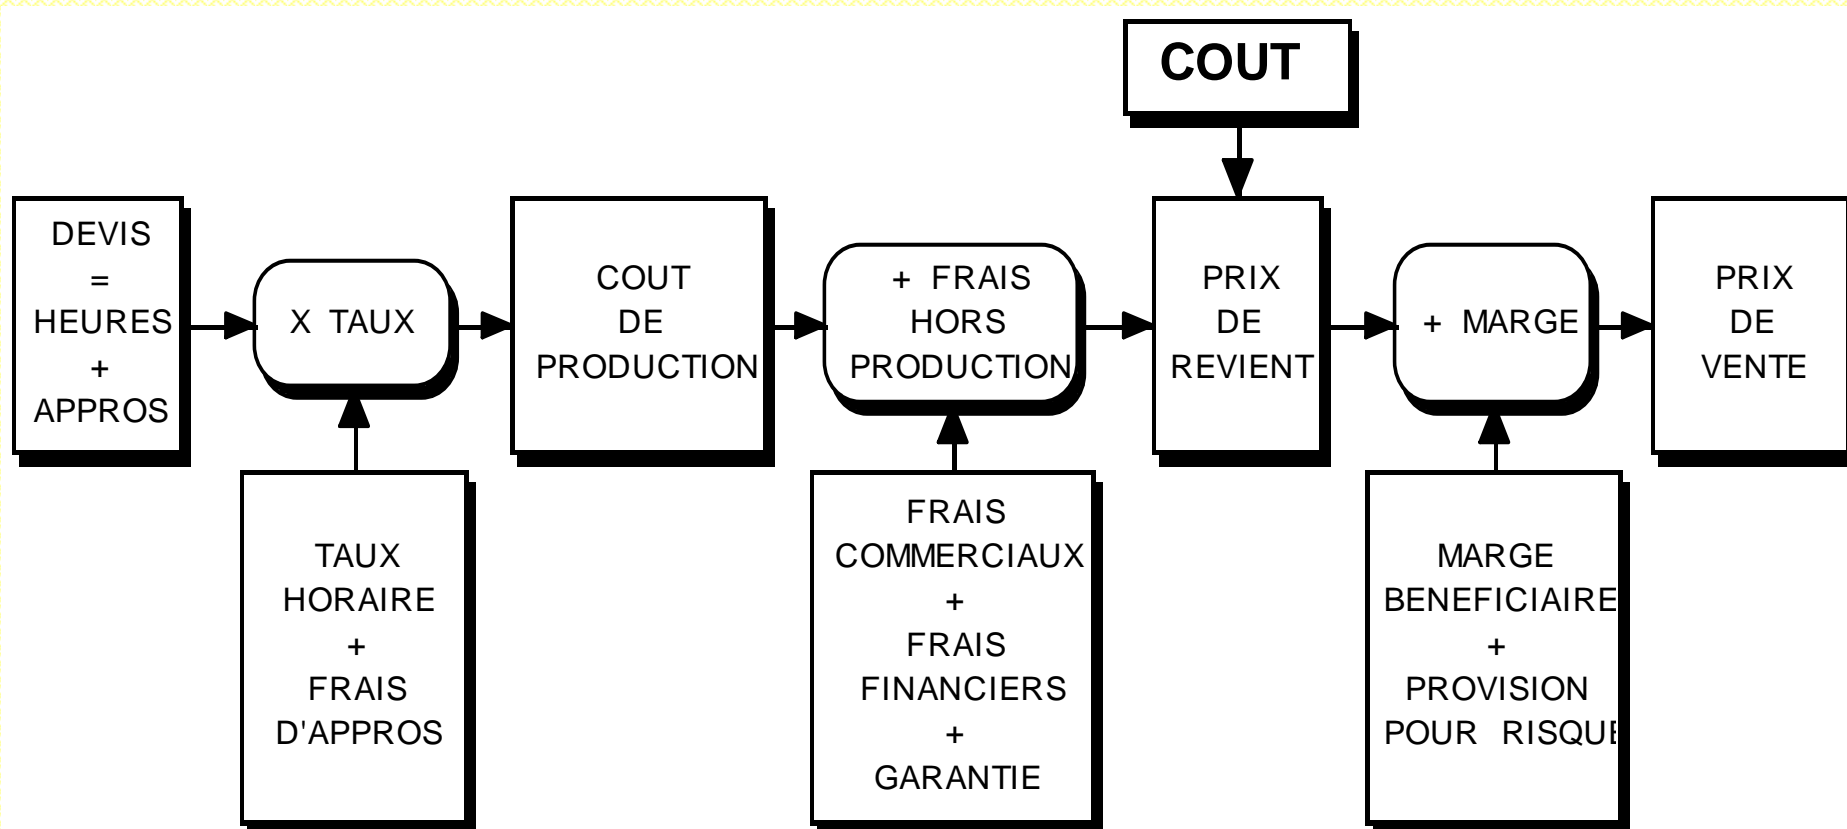 COUT
DEVIS
=
HEURES
+
APPROS
X TAUX
COUT
DE
PRODUCTION
+ FRAIS
HORS
PRODUCTION
PRIX
DE
REVIENT
+ MARGE
PRIX
DE
VENTE
TAUX
HORAIRE
+
FRAIS
D'APPROS
FRAIS
COMMERCIAUX
+
FRAIS
FINANCIERS
+
GARANTIE
MARGE
BENEFICIAIRE
+
PROVISION
POUR RISQUE